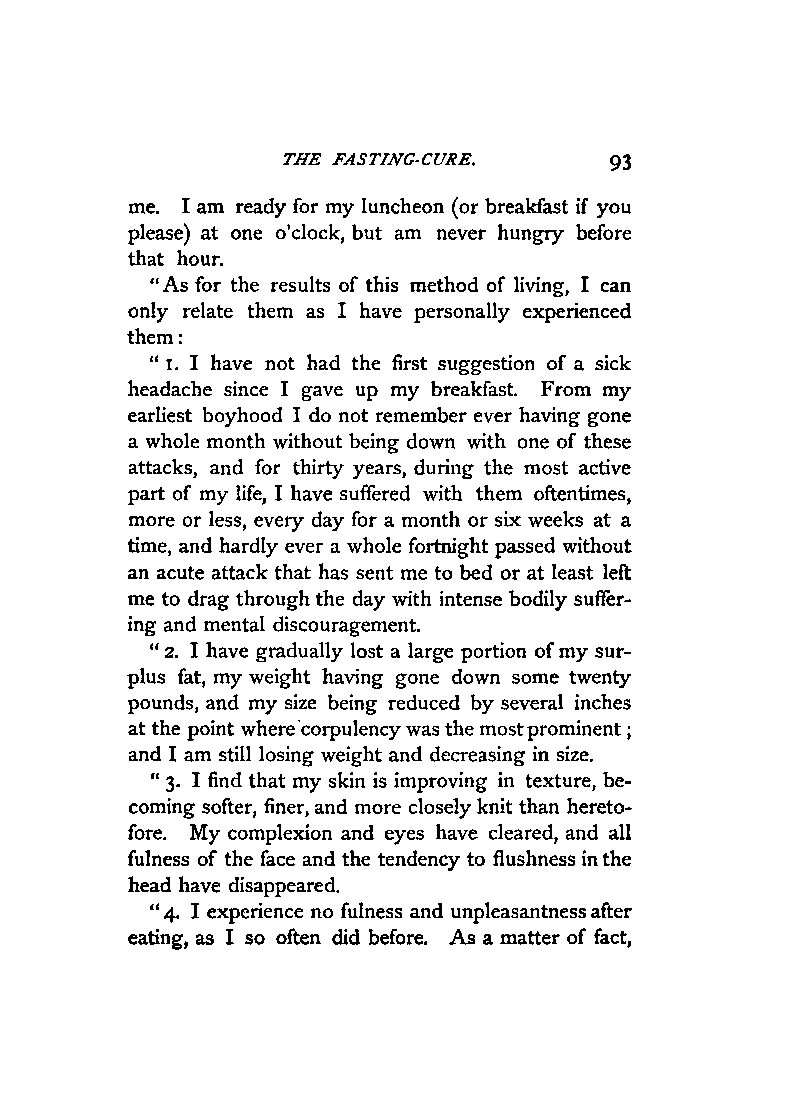 THE FASTING-CURE. 93
me. I am ready for my luncheon (or breakfast if you
please) at one o'clock, but am never hungry before
that hour.
"As for the results of this method of living, I can
only relate them as I have personally experienced
them:
"1. I have not had the first suggestion of a sick
headache since I gave up my breakfast. From my
earliest boyhood I do not remember ever having gone
a whole month without being down with one of these
attacks, and for thirty years, during the most active
part of my life, I have suffered with them oftentimes,
more or less, every day for a month or six weeks at a
time, and hardly ever a whole fortnight passed without
an acute attack that has sent me to bed or at least left
me to drag through the day with intense bodily suffer-
ing and mental discouragement.
"2. I have gradually lost a large portion of my sur-
plus fat, my weight having gone down some twenty
pounds, and my size being reduced by several inches
at the point where corpulency was the most prominent;
and I am still losing weight and decreasing in size.
"3. I find that my skin is improving in texture, be-
coming softer, finer, and more closely knit than hereto-
fore. My complexion and eyes have cleared, and all
fulness of the face and the tendency to flushness in the
head have disappeared.
"4. I experience no fulness and unpleasantness after
eating, as I so often did before. As a matter of fact,